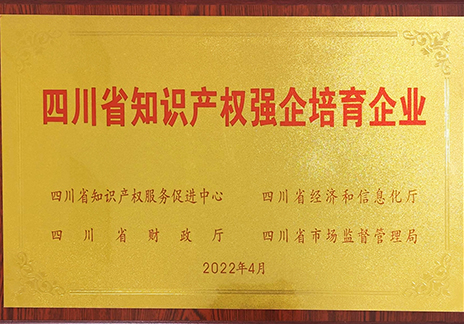 四川省知识产权强企培育企业
四川省知识产权服务促进中心 四川省经济和信息化厅
四川省财政厅 四川省市场监督管理局
2022年4月